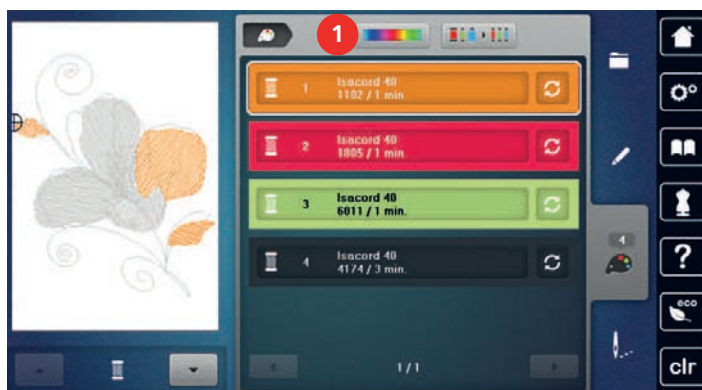 1
1
Isacord 40
1102 / 1 min.
2
Isacord 40
1805 / 1 min.
3
Isacord 40
6011 / 1 min.
4
Isacord 40
4174 / 3 min.
1/1
4
?
eco
clr